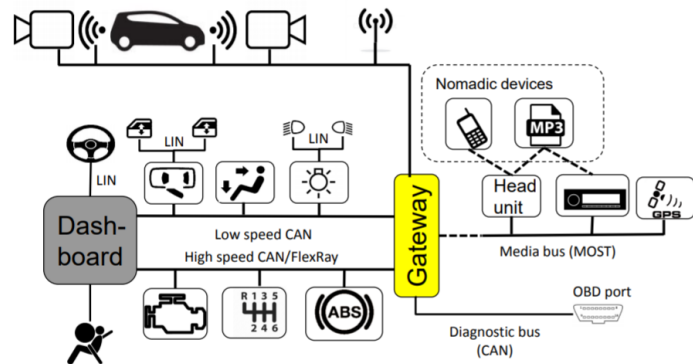 Nomadic devices
MP3
LIN
LIN
LIN
Head
unit
GPS
Dash-
board
Gateway
Low speed CAN
High speed CAN/FlexRay
Media bus (MOST)
R 1 3 5
2 4 6
ABS
OBD port
Diagnostic bus
(CAN)